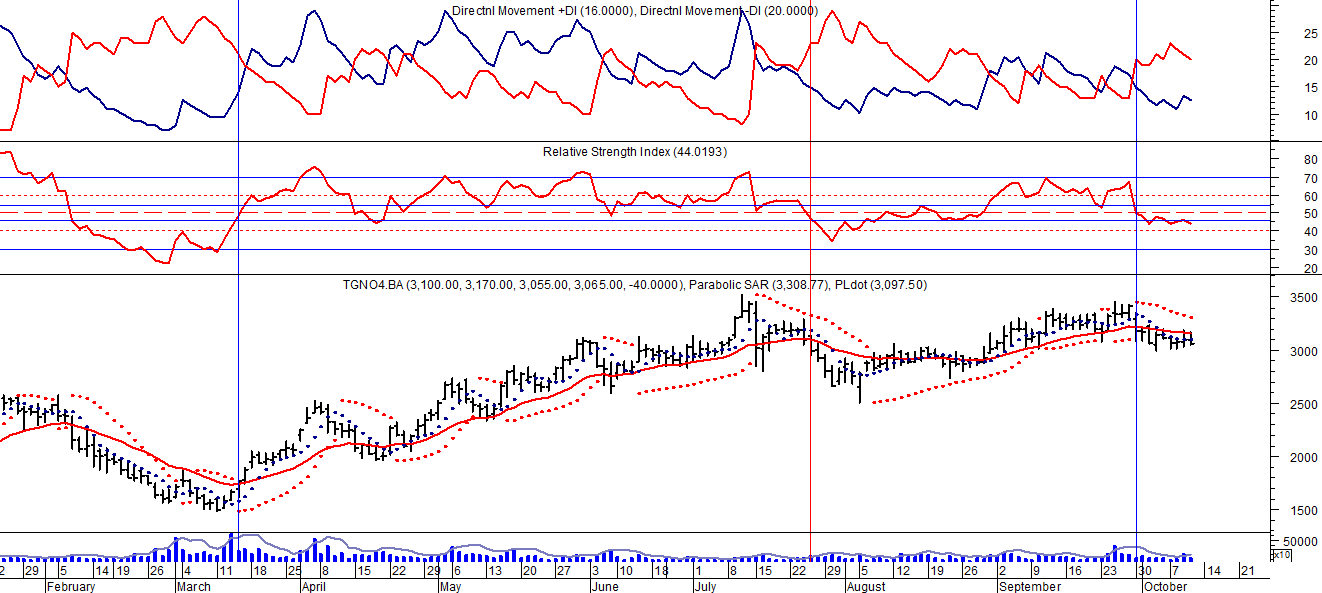 Directnl Movement +DI (16.0000), Directnl Movement -DI (20.0000)
25
20
15
10
Relative Strength Index (44.0193)
80
70
60
50
40
30
20
TGNO4.BA (3,100.00, 3,170.00, 3,055.00, 3,065.00, -40.0000), Parabolic SAR (3,308.77), PLdot (3,097.50)
3500
3000
2500
2000
1500
50000
x10
2 29 5 14 19 26 4 11 18 25 8 15 22 29 6 13 20 27 3 10 18 1 8 15 22 29 5 12 19 26 2 9 16 23 30 7 14 21
February March April May June July August September October